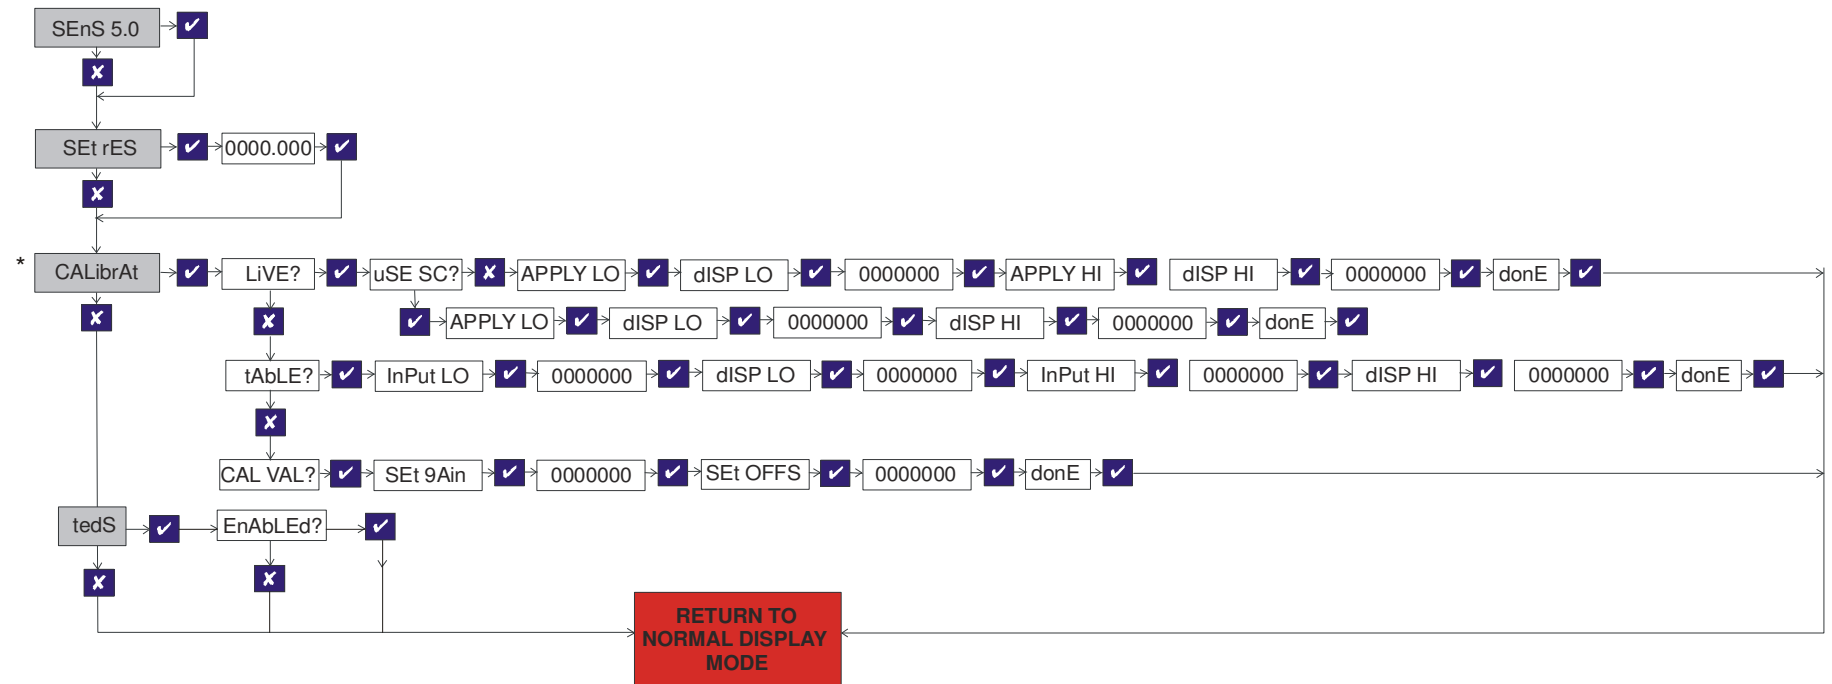 SEnS 5.0 ✔
✘
SEt rES ✔ 0000.000 ✔
✘
* CALibrAt ✔ LiVE? ✔ uSE SC? ✘ APPLY LO ✔ dISP LO ✔ 0000000 ✔ APPLY HI ✔ dISP HI ✔ 0000000 ✔ donE ✔
✘ ✘ ✔ APPLY LO ✔ dISP LO ✔ 0000000 ✔ dISP HI ✔ 0000000 ✔ donE ✔
tAbLE? ✔ InPut LO ✔ 0000000 ✔ dISP LO ✔ 0000000 ✔ InPut HI ✔ 0000000 ✔ dISP HI ✔ 0000000 ✔ donE ✔
✘
CAL VAL? ✔ SEt 9Ain ✔ 0000000 ✔ SEt OFFS ✔ 0000000 ✔ donE ✔
tedS ✔ EnAbLEd? ✔
✘ ✘
RETURN TO
NORMAL DISPLAY
MODE